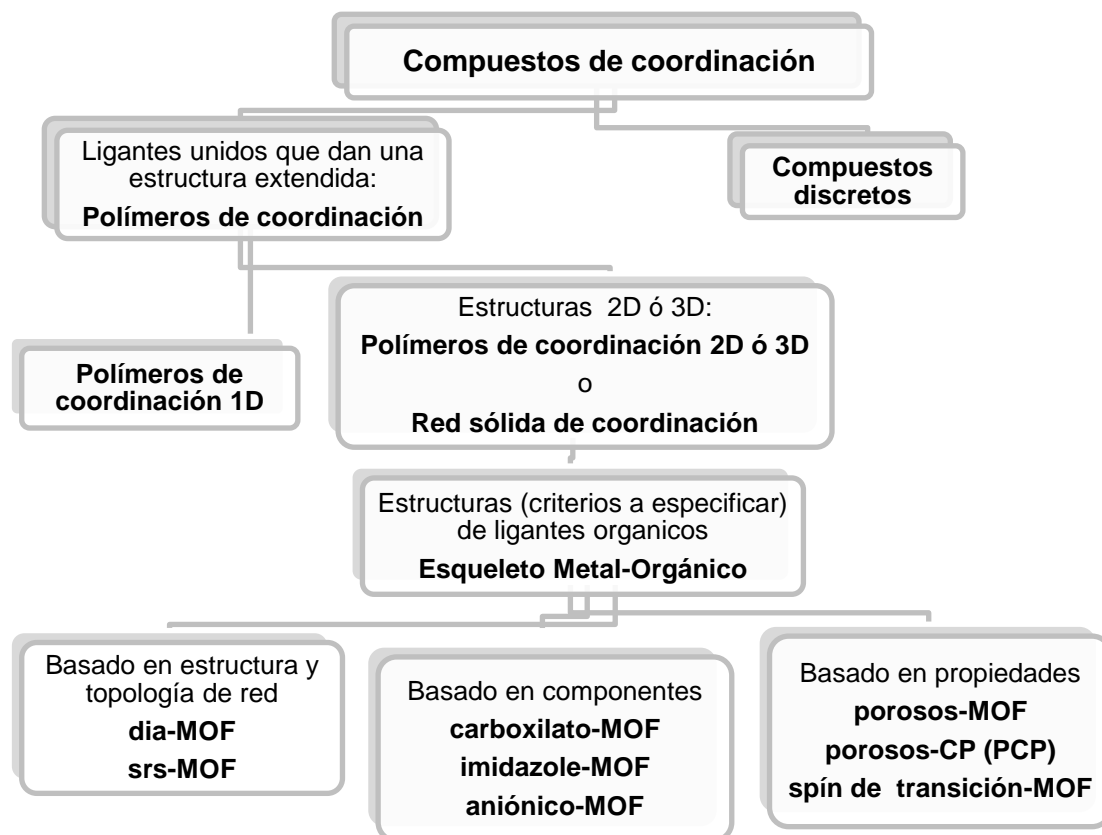 Compuestos de coordinación
Ligantes unidos que dan una
estructura extendida:
Polímeros de coordinación
Compuestos
discretos
Polímeros de
coordinación 1D
Estructuras 2D ó 3D:
Polímeros de coordinación 2D ó 3D
o
Red sólida de coordinación
Estructuras (criterios a especificar)
de ligantes organicos
Esqueleto Metal-Orgánico
Basado en estructura y
topología de red
dia-MOF
srs-MOF
Basado en componentes
carboxilato-MOF
imidazole-MOF
aniónico-MOF
Basado en propiedades
porosos-MOF
porosos-CP (PCP)
spín de transición-MOF